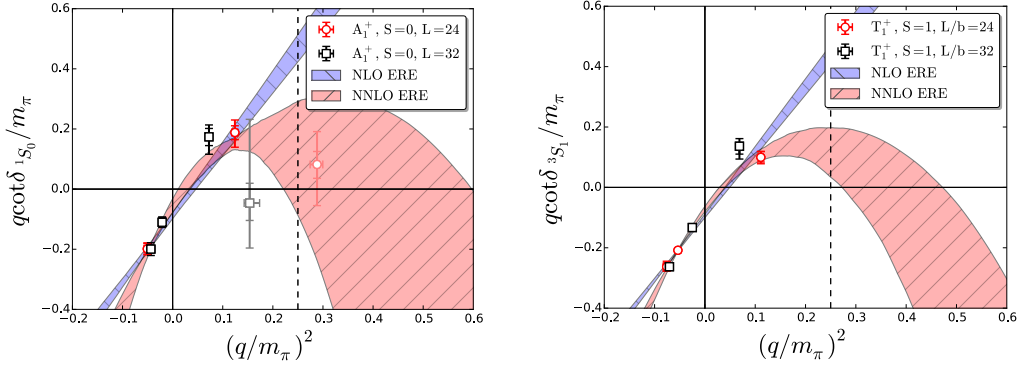 A₁⁺, S=0, L=24
A₁⁺, S=0, L=32
NLO ERE
NNLO ERE
0.6
0.4
0.2
0.0
−0.2
−0.4
−0.2 −0.1 0.0 0.1 0.2 0.3 0.4 0.5 0.6
(q/m_π)²
qcotδ ¹S₀/m_π
T₁⁺, S=1, L/b=24
T₁⁺, S=1, L/b=32
NLO ERE
NNLO ERE
0.6
0.4
0.2
0.0
−0.2
−0.4
−0.2 −0.1 0.0 0.1 0.2 0.3 0.4 0.5 0.6
(q/m_π)²
qcotδ ³S₁/m_π